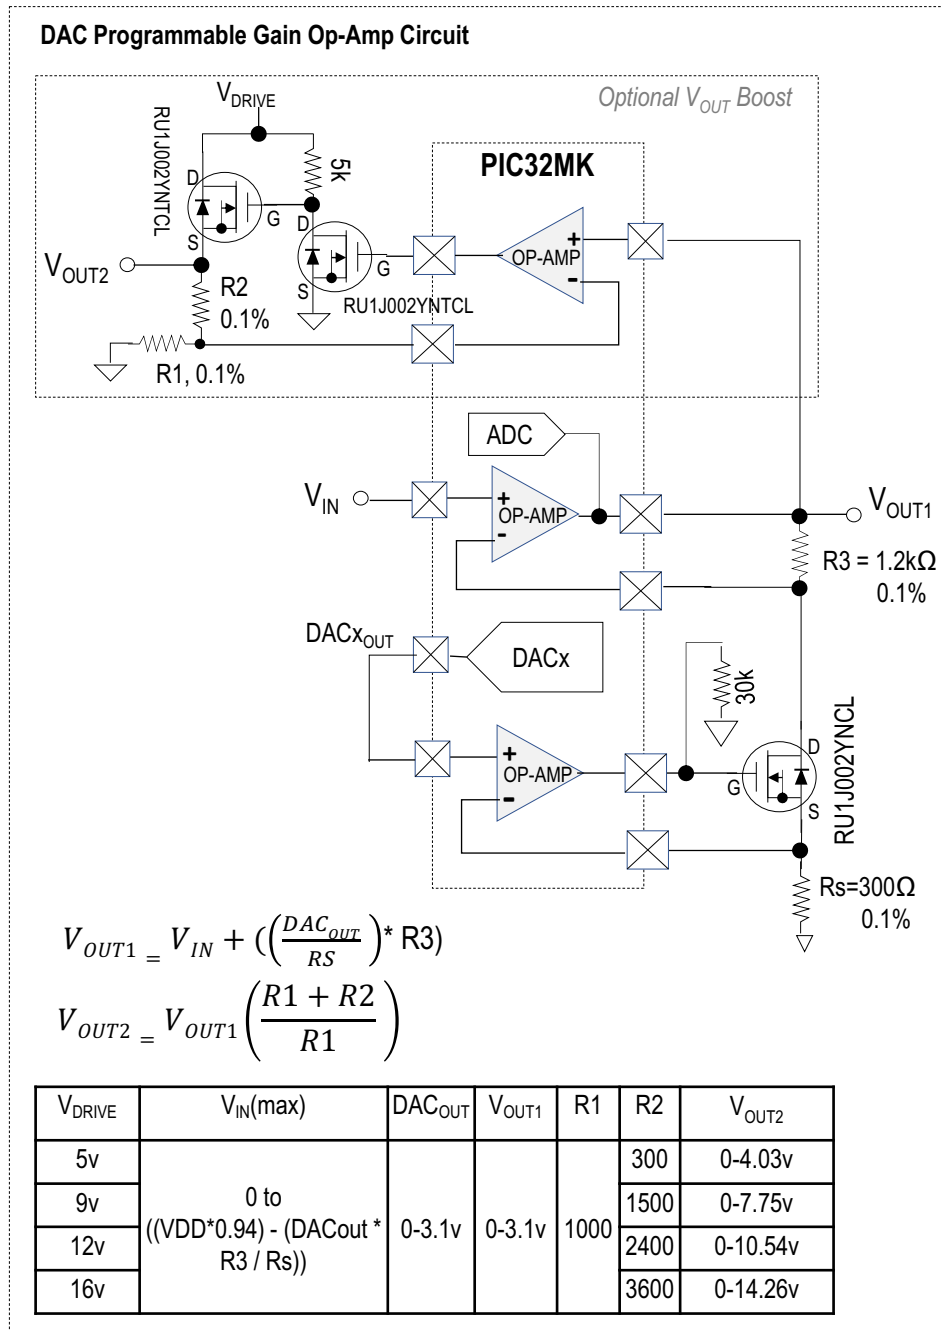 DAC Programmable Gain Op-Amp Circuit
Optional VOUT Boost
VDRIVE
RU1J002YNTCL
5k
PIC32MK
D
G
S
D
G
S
+
OP-AMP
-
VOUT2
R2
0.1%
RU1J002YNTCL
R1, 0.1%
ADC
VIN
+
OP-AMP
-
VOUT1
R3 = 1.2kΩ
0.1%
DACxOUT
DACx
30k
+
OP-AMP
-
D
G
S
RU1J002YNCL
Rs=300Ω
0.1%
VOUT1 = VIN + ((DACOUT/RS)* R3)
VOUT2 = VOUT1 (R1 + R2/R1)
VDRIVE VIN(max) DACOUT VOUT1 R1 R2 VOUT2
5v 300 0-4.03v
9v 1500 0-7.75v
12v 2400 0-10.54v
16v 3600 0-14.26v
0 to
((VDD*0.94) - (DACout *
R3 / Rs))
0-3.1v 0-3.1v 1000